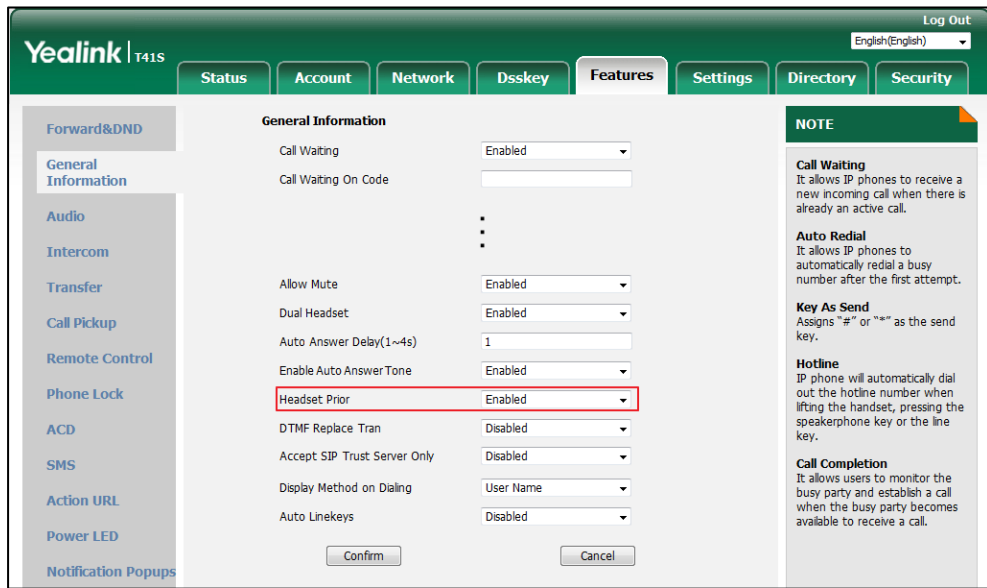 Log Out
Yealink T41S
English(English)
Status Account Network Dsskey Features Settings Directory Security
Forward&DND
General
Information
Audio
Intercom
Transfer
Call Pickup
Remote Control
Phone Lock
ACD
SMS
Action URL
Power LED
Notification Popups
General Information
Call Waiting Enabled
Call Waiting On Code
Allow Mute Enabled
Dual Headset Enabled
Auto Answer Delay(1~4s) 1
Enable Auto Answer Tone Enabled
Headset Prior Enabled
DTMF Replace Tran Disabled
Accept SIP Trust Server Only Disabled
Display Method on Dialing User Name
Auto Linekeys Disabled
Confirm Cancel
NOTE
Call Waiting
It allows IP phones to receive a
new incoming call when there is
already an active call.
Auto Redial
It allows IP phones to
automatically redial a busy
number after the first attempt.
Key As Send
Assigns "#" or "*" as the send
key.
Hotline
IP phone will automatically dial
out the hotline number when
lifting the handset, pressing the
speakerphone key or the line
key.
Call Completion
It allows users to monitor the
busy party and establish a call
when the busy party becomes
available to receive a call.